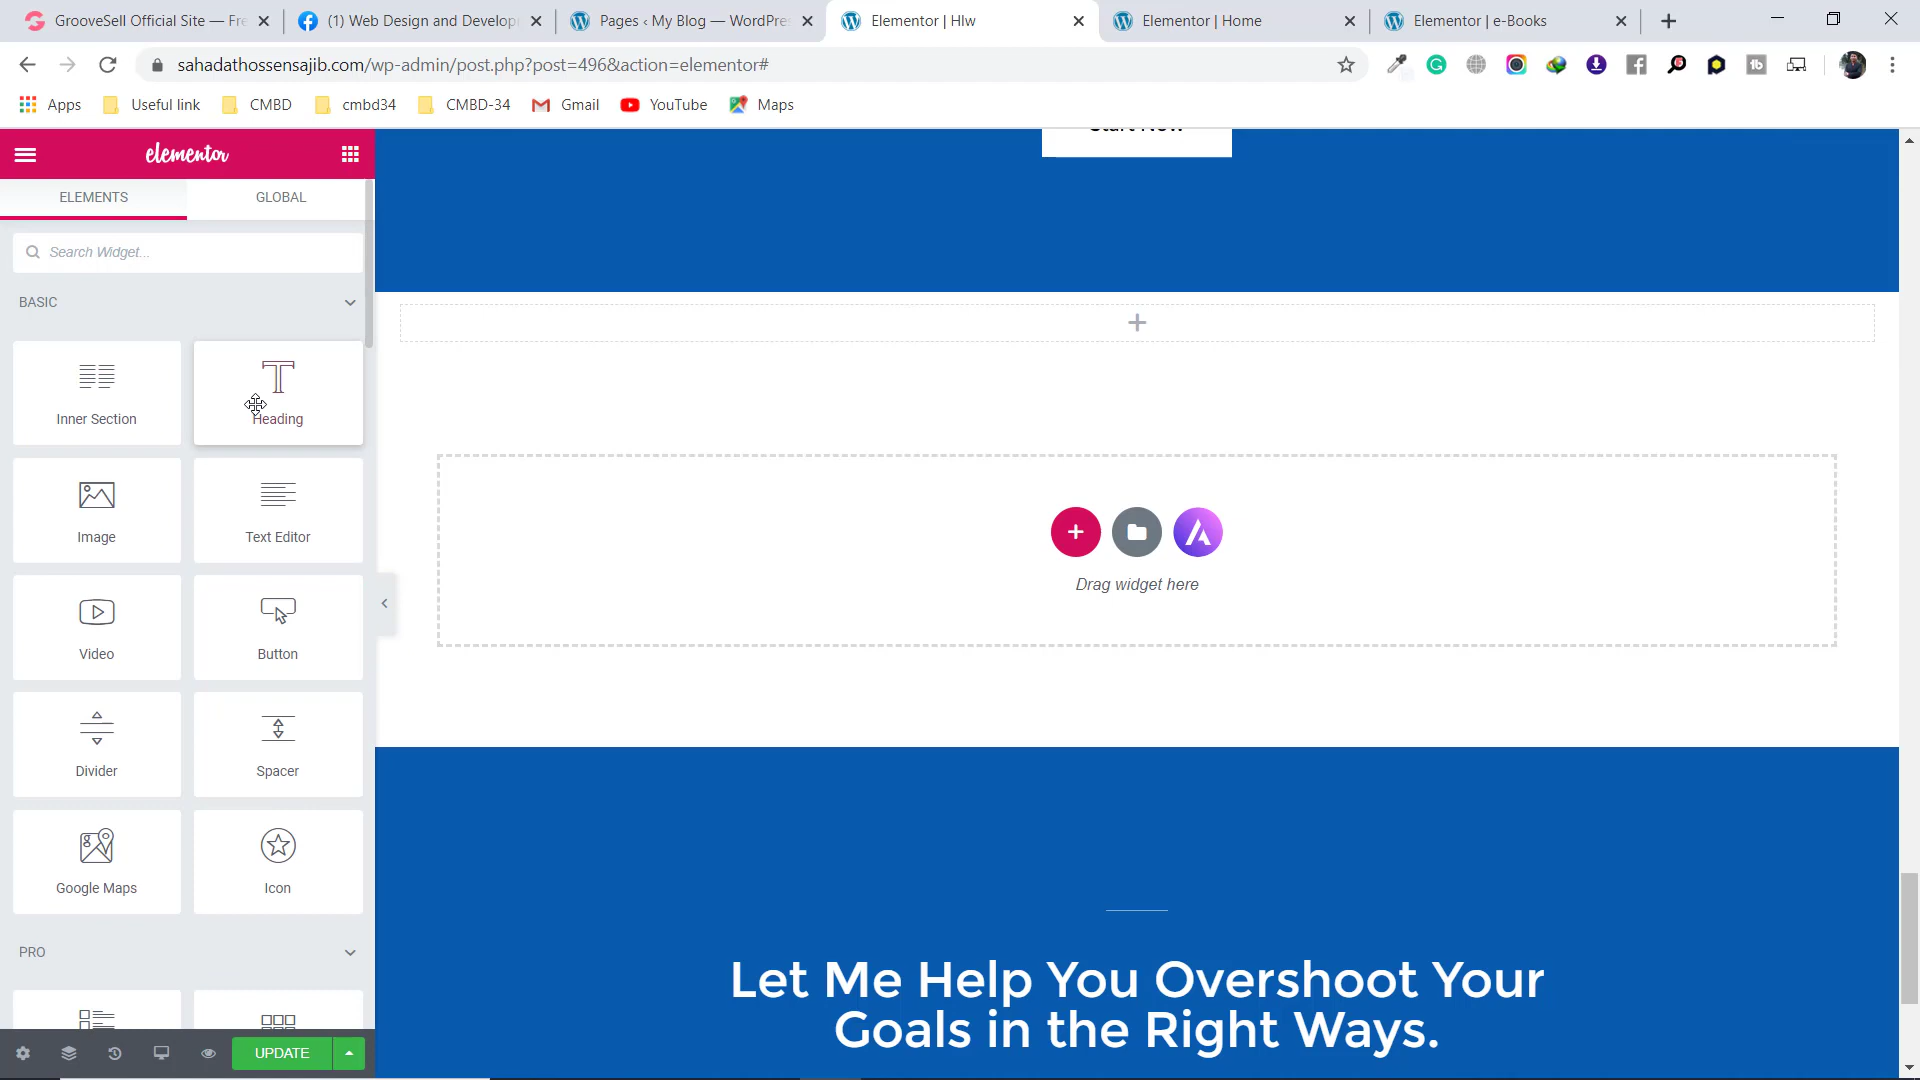 GrooveSell Official Site — Fre
(1) Web Design and Develop
Pages ‹ My Blog — WordPres
Elementor | Hlw
Elementor | Home
Elementor | e-Books
sahadathossensajib.com/wp-admin/post.php?post=496&action=elementor#
Apps
Useful link
CMBD
cmbd34
CMBD-34
Gmail
YouTube
Maps
elementor
ELEMENTS
GLOBAL
Search Widget...
BASIC
Inner Section
Heading
Image
Text Editor
Video
Button
Divider
Spacer
Google Maps
Icon
PRO
UPDATE
Start Now
Drag widget here
Let Me Help You Overshoot Your
Goals in the Right Ways.